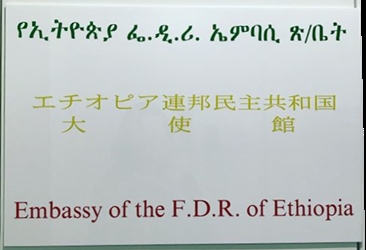 የኢትዮጵያ ፌ.ዲ.ሪ. ኤምባሲ ጽ/ቤት
エチオピア連邦民主共和国
大使館
Embassy of the F.D.R. of Ethiopia